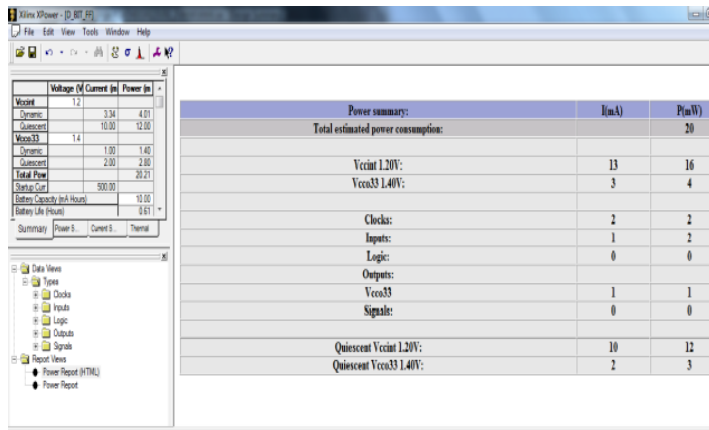 Xilinx XPower - [D_BIT_FF]
File Edit View Tools Window Help
Voltage (V Current (m Power (m
Vccint 1.2
Dynamic 3.34 4.01
Quiescent 10.00 12.00
Vcco33 1.4
Dynamic 1.00 1.40
Quiescent 2.00 2.80
Total Pow 20.21
Startup Curr 500.00
Battery Capacity (mA Hours) 10.00
Battery Life (Hours) 0.61
Summary Power S... Current S... Thermal
Data Views
Types
Clocks
Inputs
Logic
Outputs
Signals
Report Views
Power Report (HTML)
Power Report
Power summary: I(mA) P(mW)
Total estimated power consumption: 20
Vccint 1.20V: 13 16
Vcco33 1.40V: 3 4
Clocks: 2 2
Inputs: 1 2
Logic: 0 0
Outputs:
Vcco33 1 1
Signals: 0 0
Quiescent Vccint 1.20V: 10 12
Quiescent Vcco33 1.40V: 2 3